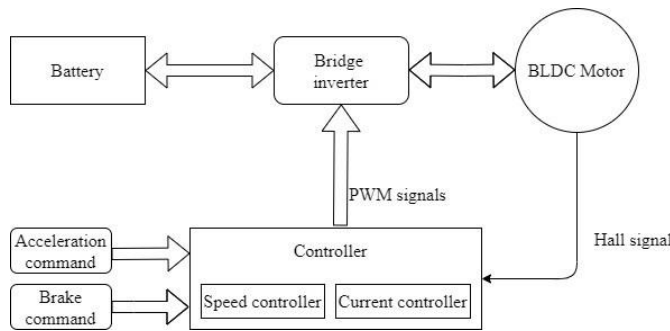 Battery
Bridge
inverter
BLDC Motor
PWM signals
Hall signal
Acceleration
command
Controller
Brake
command
Speed controller
Current controller